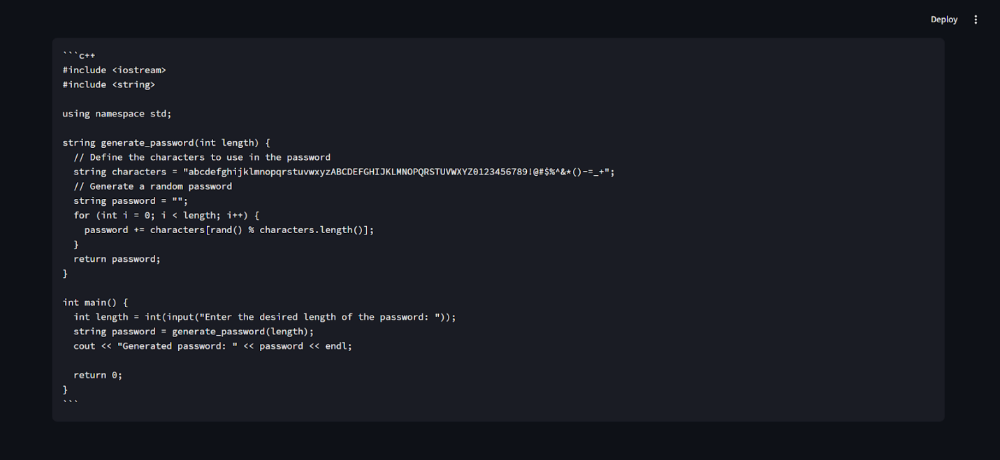 Deploy
```c++
#include <iostream>
#include <string>

using namespace std;

string generate_password(int length) {
  // Define the characters to use in the password
  string characters = "abcdefghijklmnopqrstuvwxyzABCDEFGHIJKLMNOPQRSTUVWXYZ0123456789!@#$%^&*()-=_+";
  // Generate a random password
  string password = "";
  for (int i = 0; i < length; i++) {
    password += characters[rand() % characters.length()];
  }
  return password;
}

int main() {
  int length = int(input("Enter the desired length of the password: "));
  string password = generate_password(length);
  cout << "Generated password: " << password << endl;

  return 0;
}
```